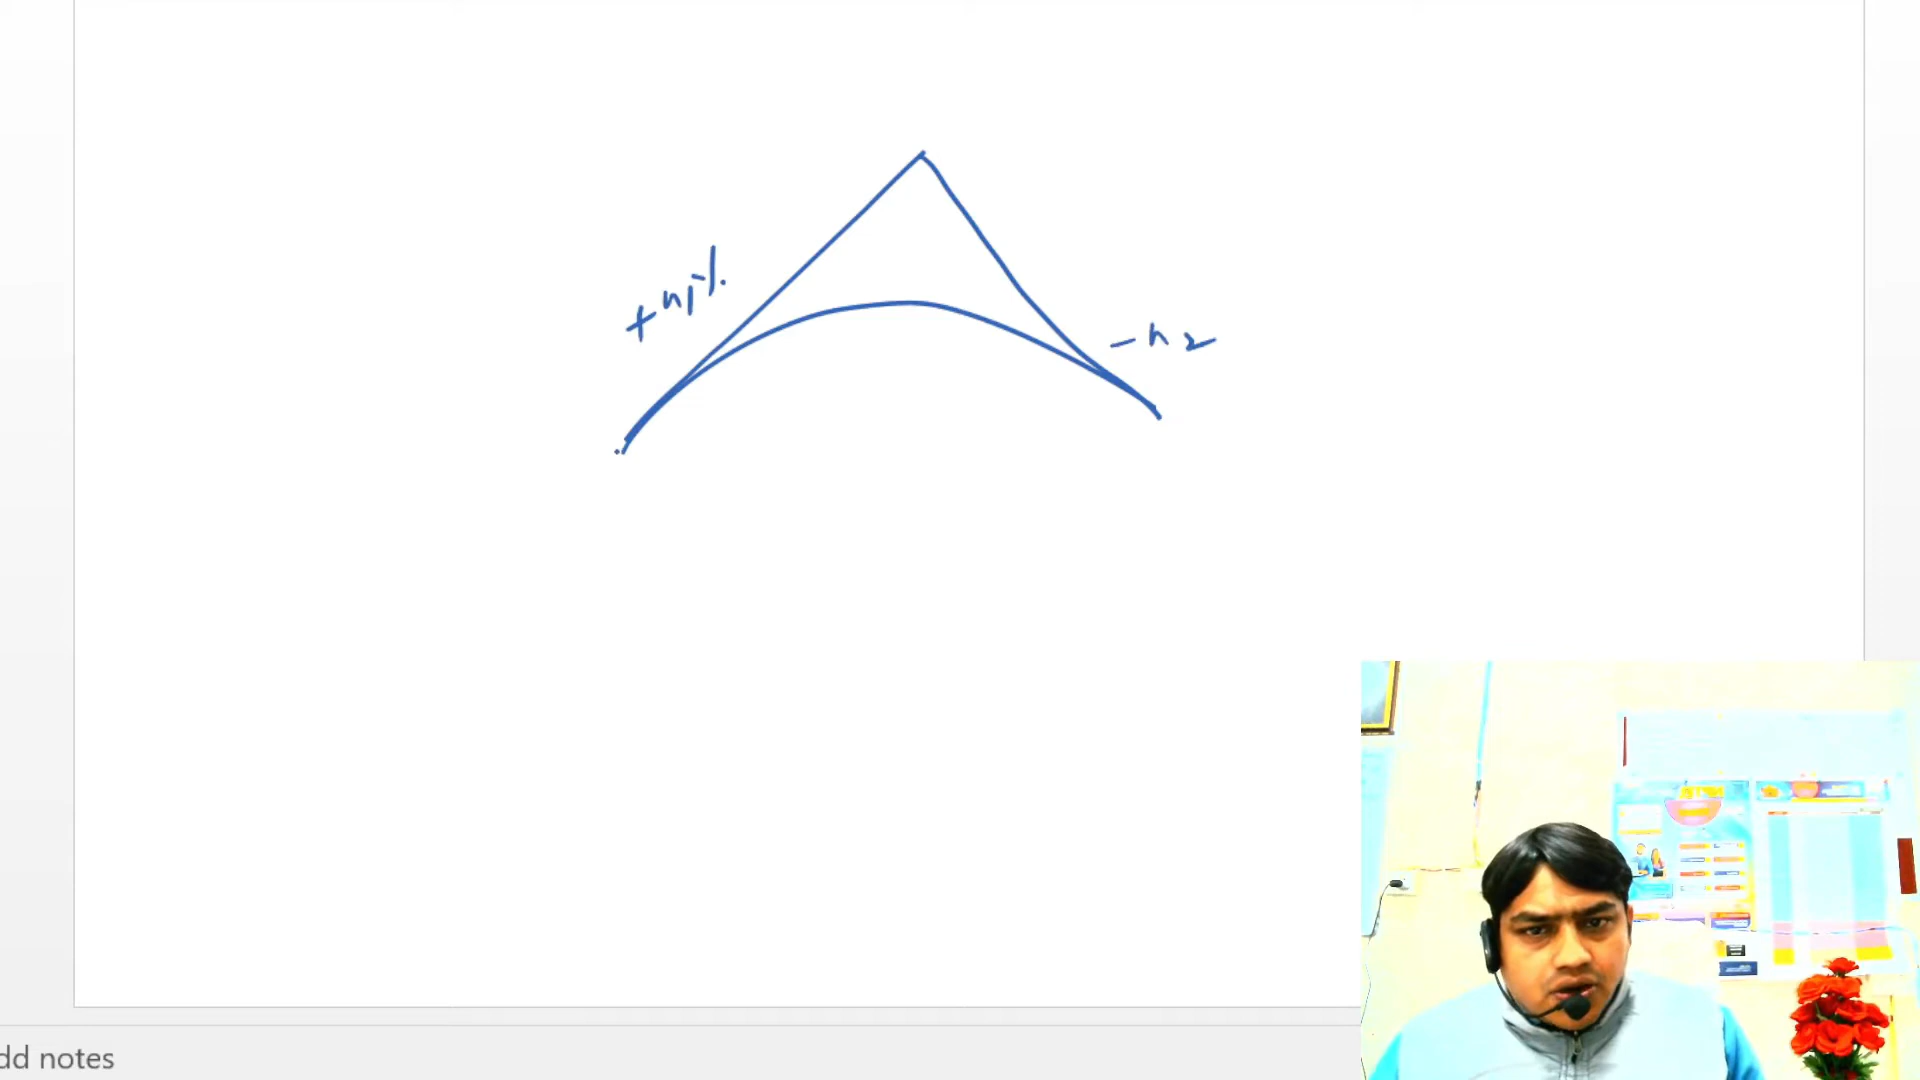 +n1%
-n2
dd notes